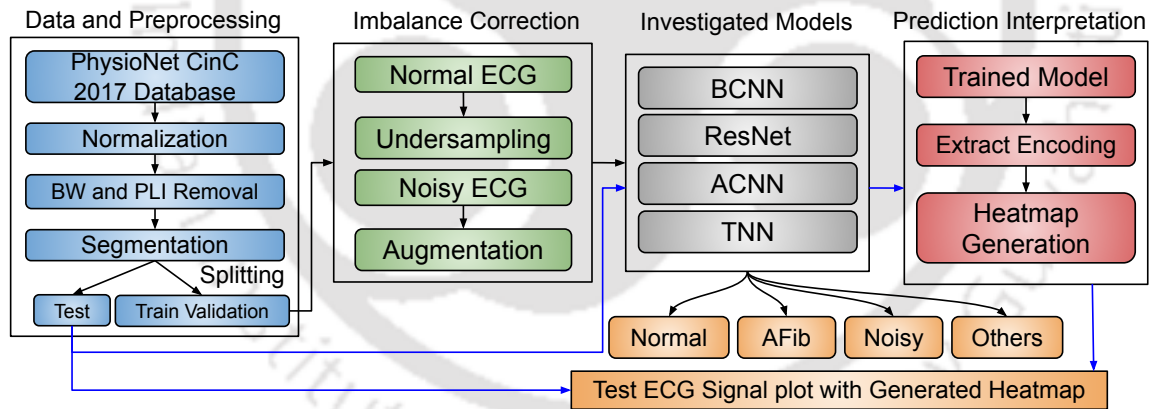 Data and Preprocessing
PhysioNet CinC
2017 Database
Normalization
BW and PLI Removal
Segmentation
Splitting
Test
Train Validation
Imbalance Correction
Normal ECG
Undersampling
Noisy ECG
Augmentation
Investigated Models
BCNN
ResNet
ACNN
TNN
Normal
AFib
Noisy
Others
Prediction Interpretation
Trained Model
Extract Encoding
Heatmap
Generation
Test ECG Signal plot with Generated Heatmap